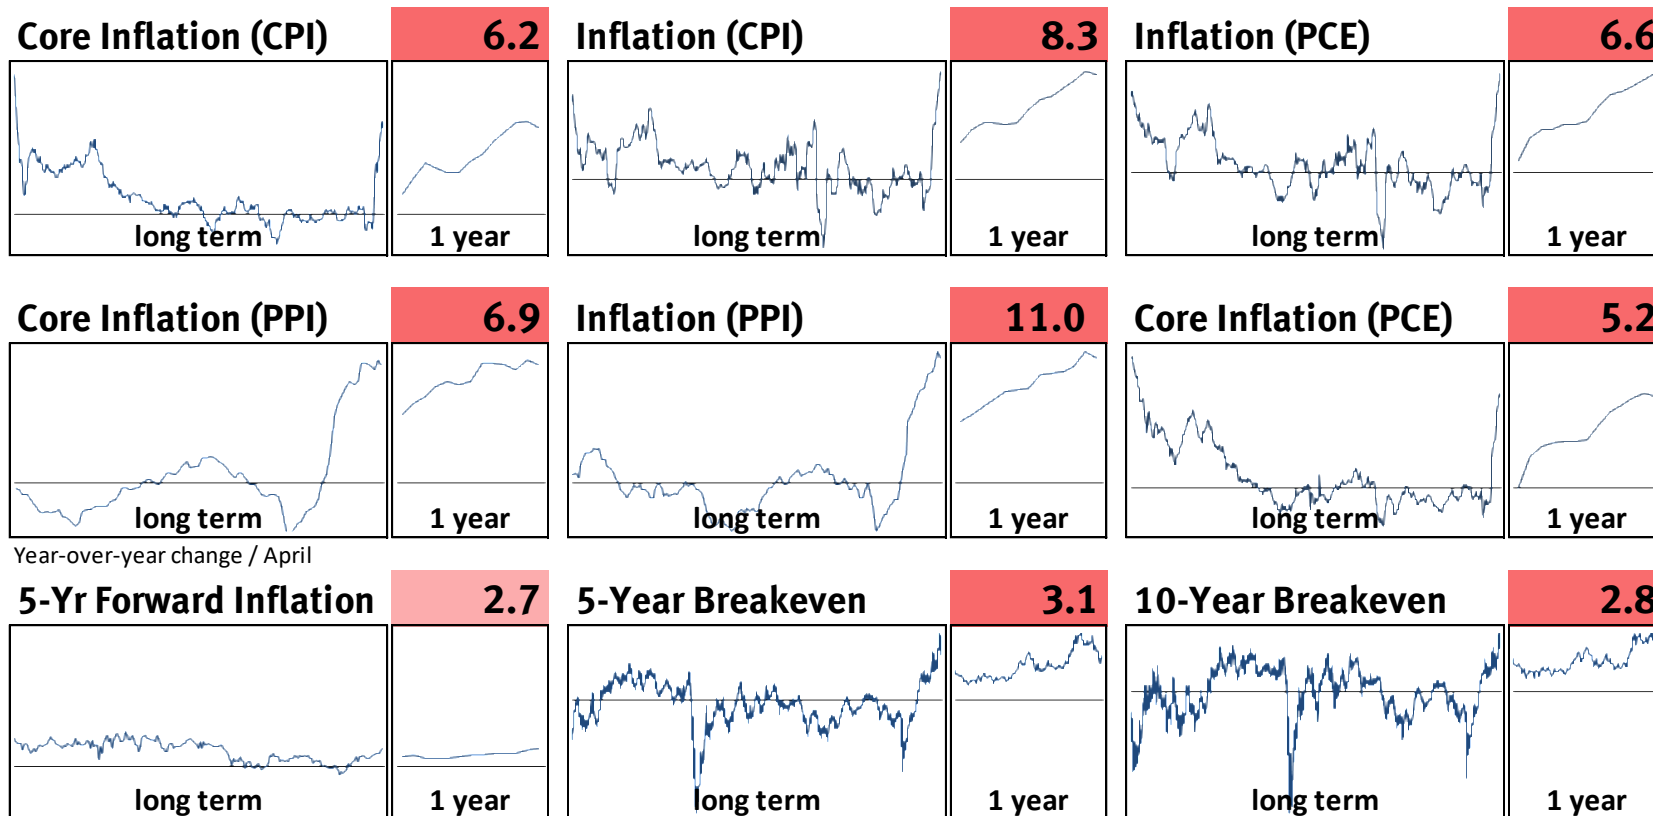 Core Inflation (CPI) 6.2 Inflation (CPI) 8.3 Inflation (PCE) 6.6
long term 1 year long term 1 year long term 1 year
Core Inflation (PPI) 6.9 Inflation (PPI) 11.0 Core Inflation (PCE) 5.2
long term 1 year long term 1 year long term 1 year
Year-over-year change / April
5-Yr Forward Inflation 2.7 5-Year Breakeven 3.1 10-Year Breakeven 2.8
long term 1 year long term 1 year long term 1 year